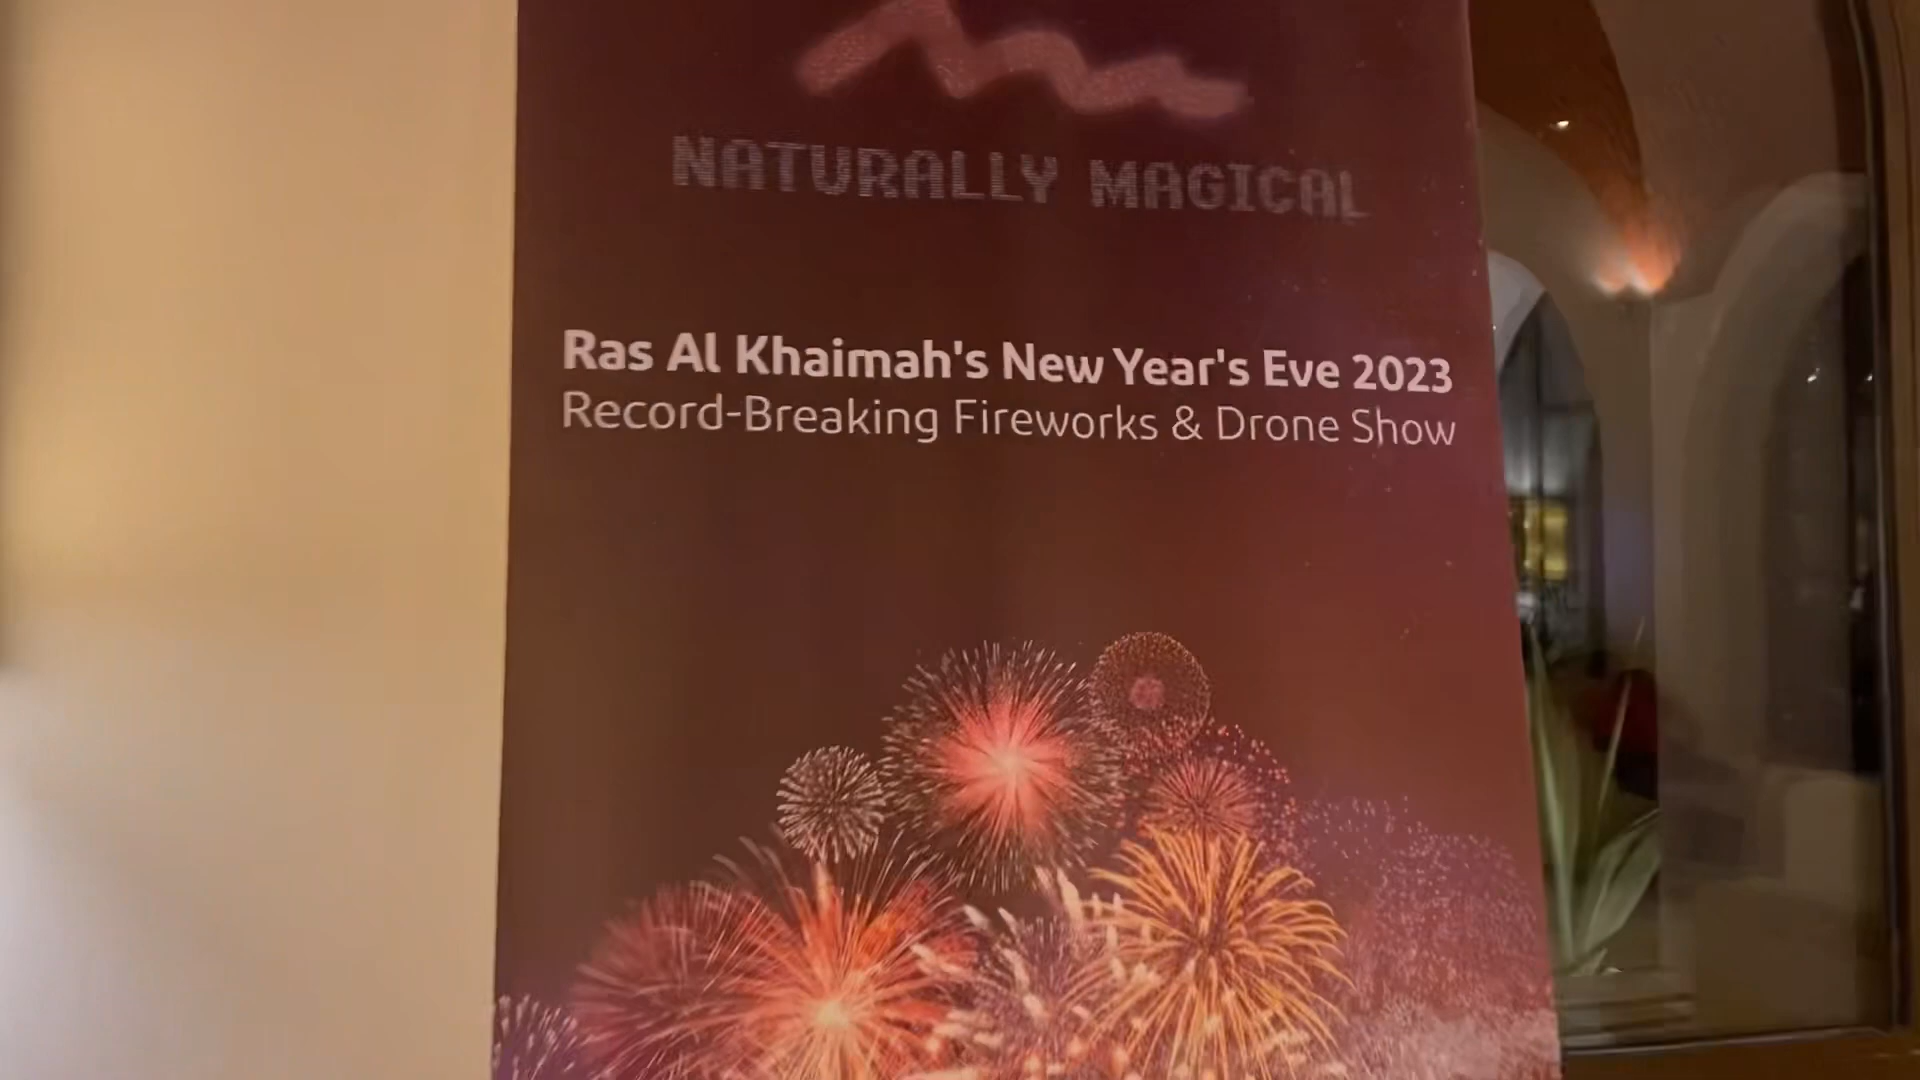 NATURALLY MAGICAL
Ras Al Khaimah's New Year's Eve 2023
Record-Breaking Fireworks & Drone Show